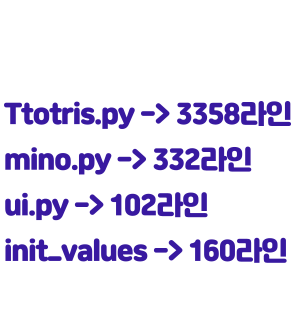 Ttotris.py -> 3358라인
mino.py -> 332라인
ui.py -> 102라인
init_values -> 160라인